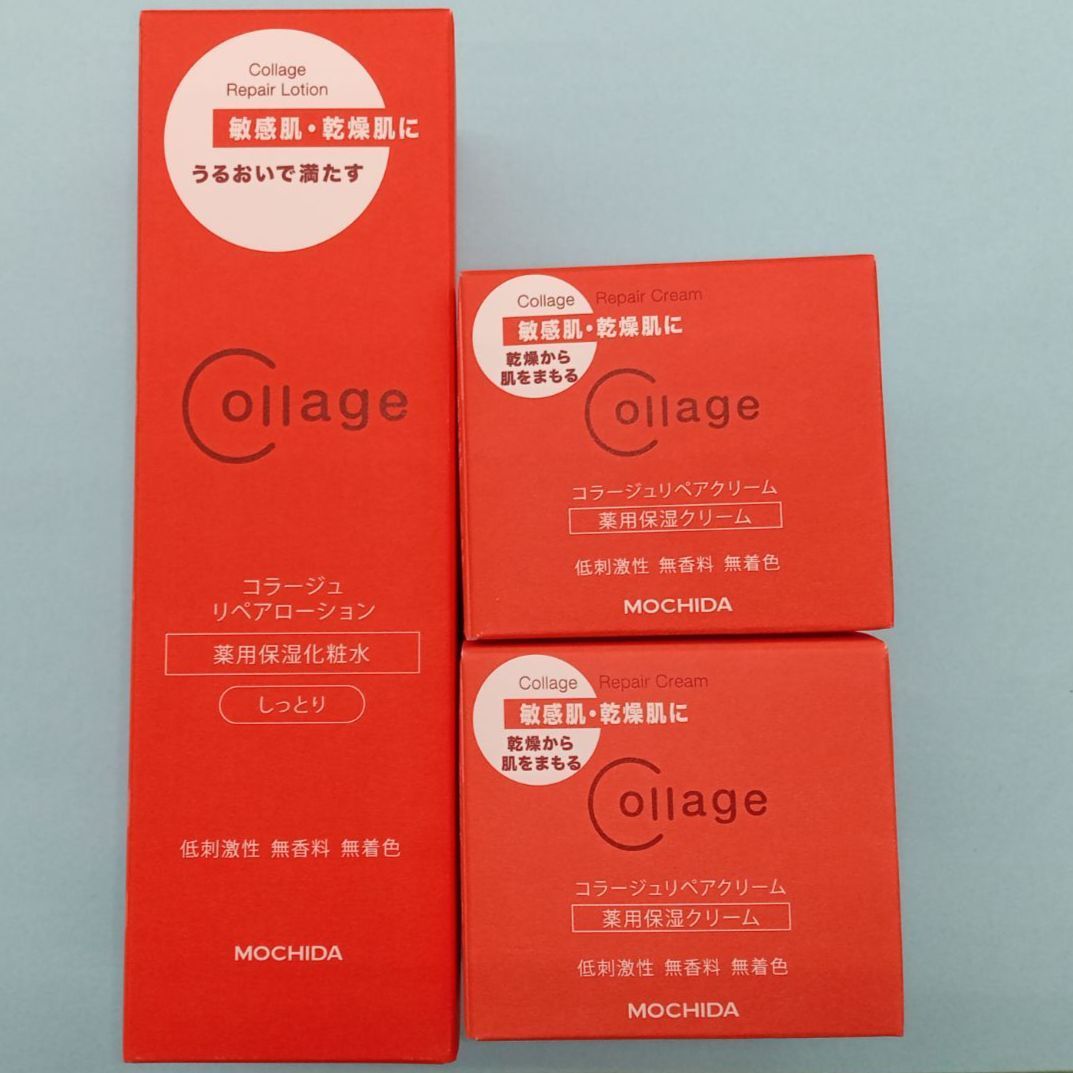 Collage
Repair Lotion
敏感肌・乾燥肌に
うるおいで満たす
Collage
コラージュ
リペアローション
薬用保湿化粧水
しっとり
低刺激性 無香料 無着色
MOCHIDA
Collage Repair Cream
敏感肌・乾燥肌に
乾燥から
肌をまもる
Collage
コラージュリペアクリーム
薬用保湿クリーム
低刺激性 無香料 無着色
MOCHIDA
Collage Repair Cream
敏感肌・乾燥肌に
乾燥から
肌をまもる
Collage
コラージュリペアクリーム
薬用保湿クリーム
低刺激性 無香料 無着色
MOCHIDA